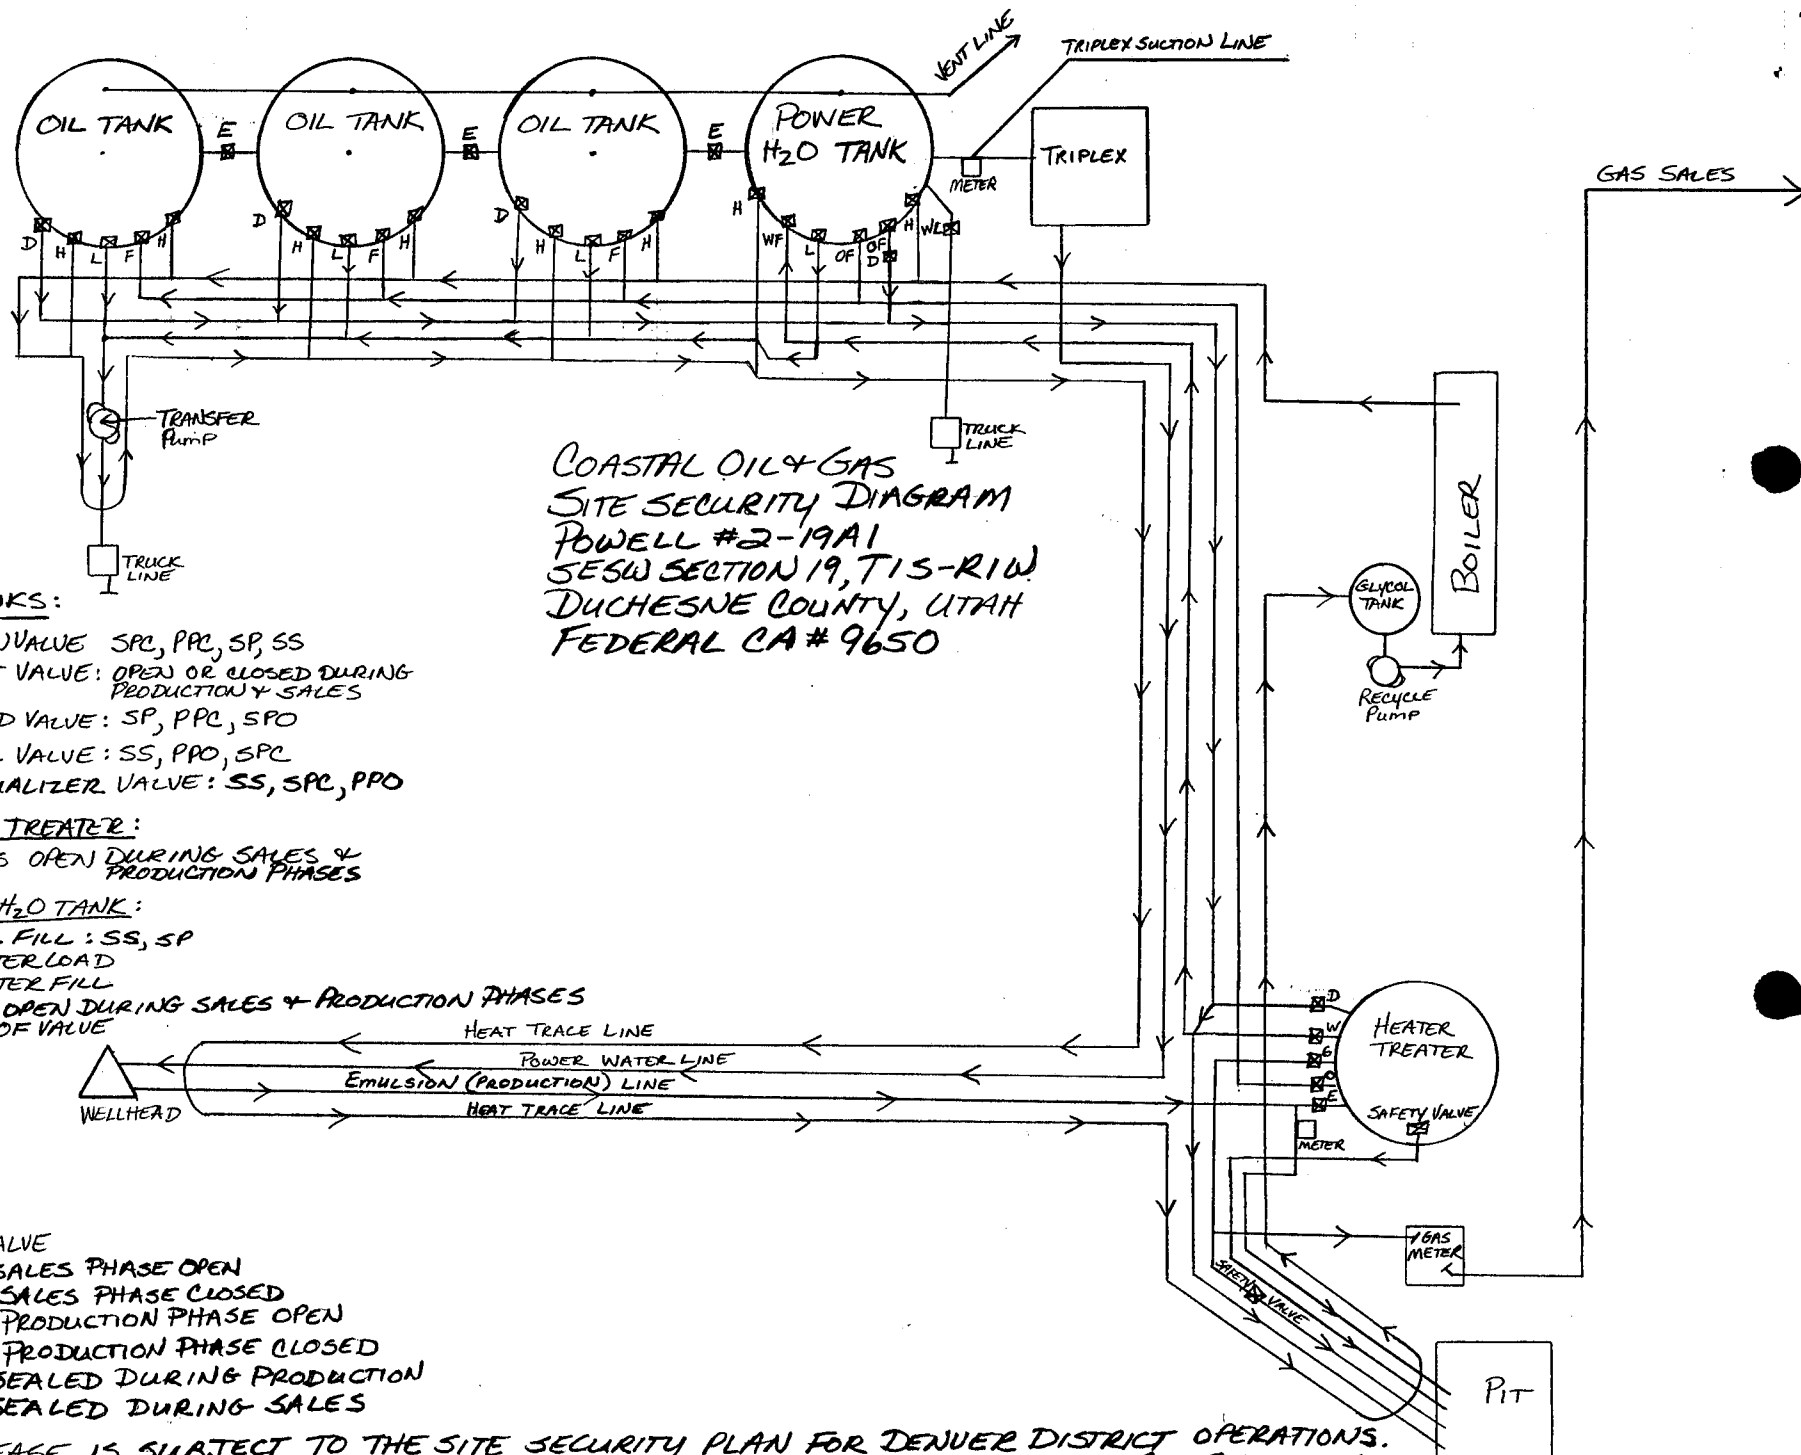 VENT LINE
TRIPLEX SUCTION LINE
OIL TANK
OIL TANK
OIL TANK
POWER
H2O TANK
E
E
E
TRIPLEX
METER
GAS SALES
D
H
L
F
H
D
H
L
F
H
D
H
L
F
H
H
WF
L
OF
OF
D
H
WL
TRANSFER
PUMP
TRUCK
LINE
TRUCK
LINE
COASTAL OIL & GAS
SITE SECURITY DIAGRAM
POWELL #2-19A1
SESW SECTION 19, T1S-R1W
DUCHESNE COUNTY, UTAH
FEDERAL CA # 9650
BOILER
GLYCOL
TANK
RECYCLE
PUMP
KS:
VALVE SPC, PPC, SP, SS
VALVE: OPEN OR CLOSED DURING
PRODUCTION & SALES
D VALVE: SP, PPC, SPO
VALVE: SS, PPO, SPC
ALIZER VALVE: SS, SPC, PPO
TREATER:
S OPEN DURING SALES &
PRODUCTION PHASES
H2O TANK:
FILL: SS, SP
TER LOAD
TER FILL
OPEN DURING SALES & PRODUCTION PHASES
OF VALVE
HEAT TRACE LINE
POWER WATER LINE
EMULSION (PRODUCTION) LINE
HEAT TRACE LINE
WELLHEAD
D
W
G
O
E
HEATER
TREATER
SAFETY VALVE
METER
GAS
METER
SAFETY VALVE
PIT
ALVE
SALES PHASE OPEN
SALES PHASE CLOSED
PRODUCTION PHASE OPEN
PRODUCTION PHASE CLOSED
SEALED DURING PRODUCTION
SEALED DURING SALES
EASE IS SUBJECT TO THE SITE SECURITY PLAN FOR DENVER DISTRICT OPERATIONS.